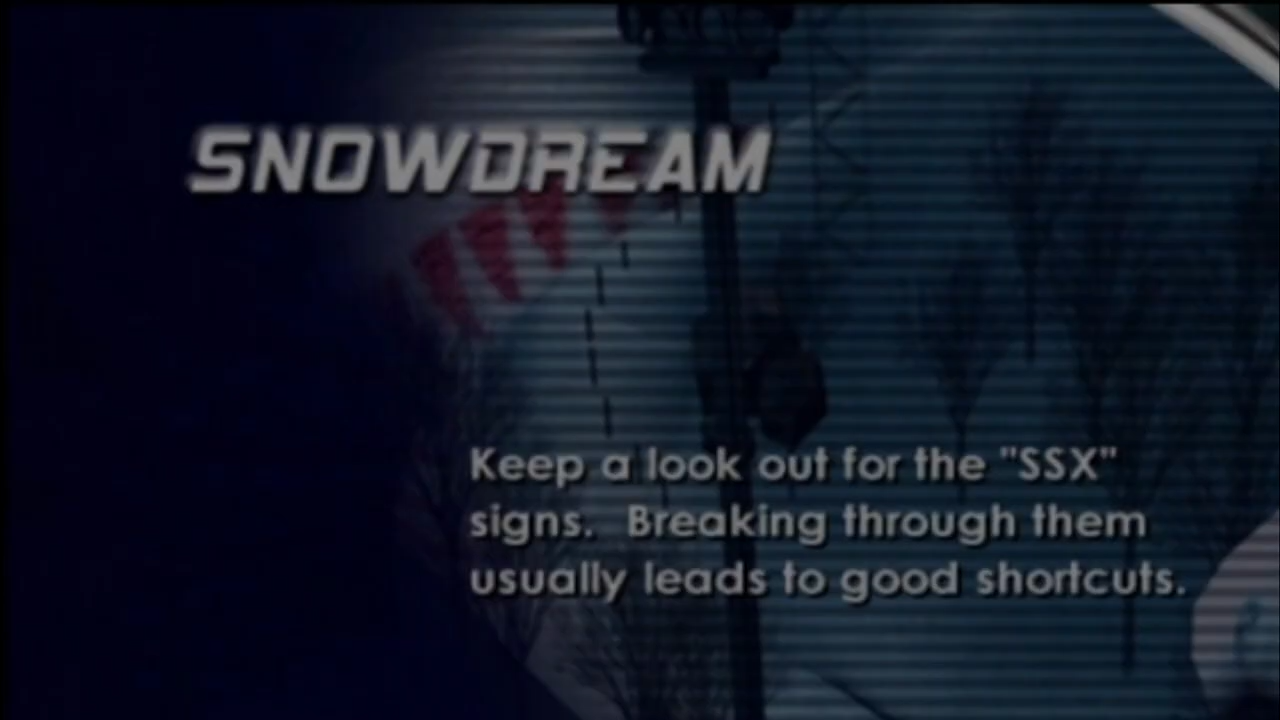 SNOWDREAM
Keep a look out for the "SSX"
signs.  Breaking through them
usually leads to good shortcuts.